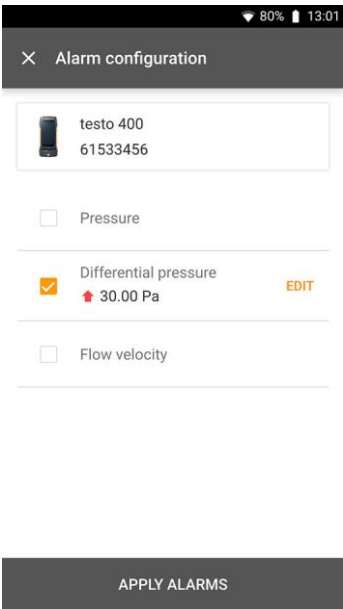 80% 13:01
Alarm configuration
testo 400
61533456
Pressure
Differential pressure
30.00 Pa
EDIT
Flow velocity
APPLY ALARMS